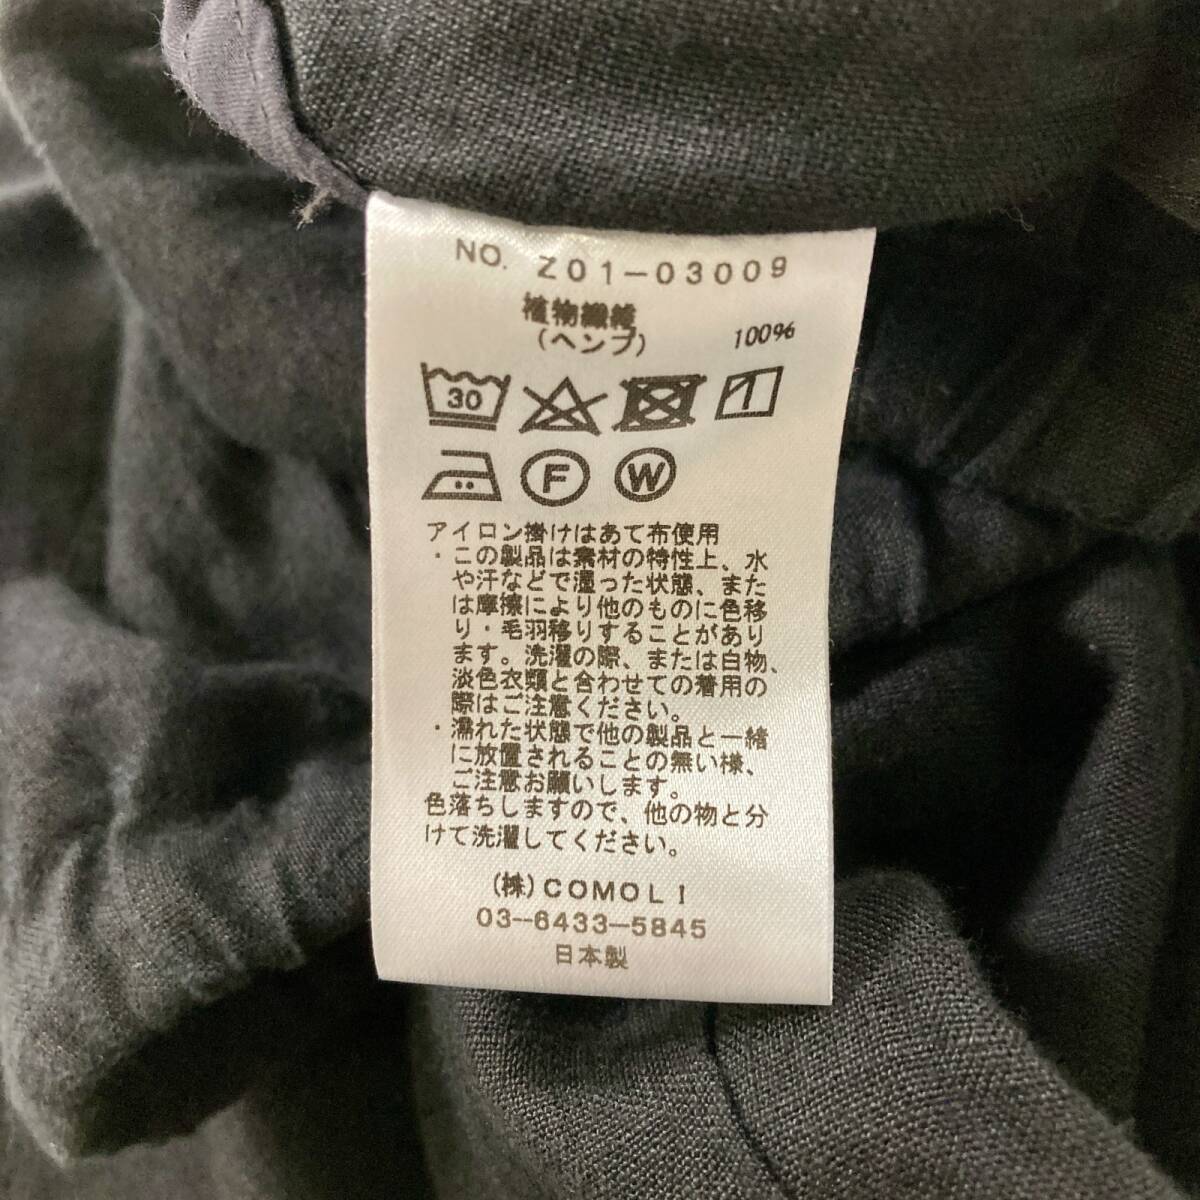 NO. Z01-03009
植物繊維
(ヘンプ) 100%
30
F W
アイロン掛けはあて布使用
・この製品は素材の特性上、水
や汗などで湿った状態、また
は摩擦により他のものに色移
り・毛羽移りすることがあり
ます。洗濯の際、または白物、
淡色衣類と合わせての着用の
際はご注意ください。
・濡れた状態で他の製品と一緒
に放置されることの無い様、
ご注意お願いします。
色落ちしますので、他の物と分
けて洗濯してください。
(株)COMOLI
03-6433-5845
日本製